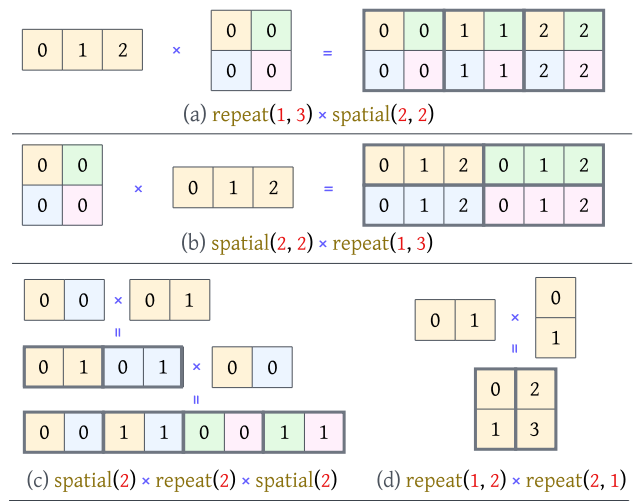 0 1 2 × 0 0 = 0 0 1 1 2 2
0 0 0 0 1 1 2 2
(a) repeat(1, 3) × spatial(2, 2)
0 0 × 0 1 2 = 0 1 2 0 1 2
0 0 0 1 2 0 1 2
(b) spatial(2, 2) × repeat(1, 3)
0 0 × 0 1
=
0 1 0 1 × 0 0
=
0 0 1 1 0 0 1 1
(c) spatial(2) × repeat(2) × spatial(2)
0 1 × 0
1
=
0 2
1 3
(d) repeat(1, 2) × repeat(2, 1)